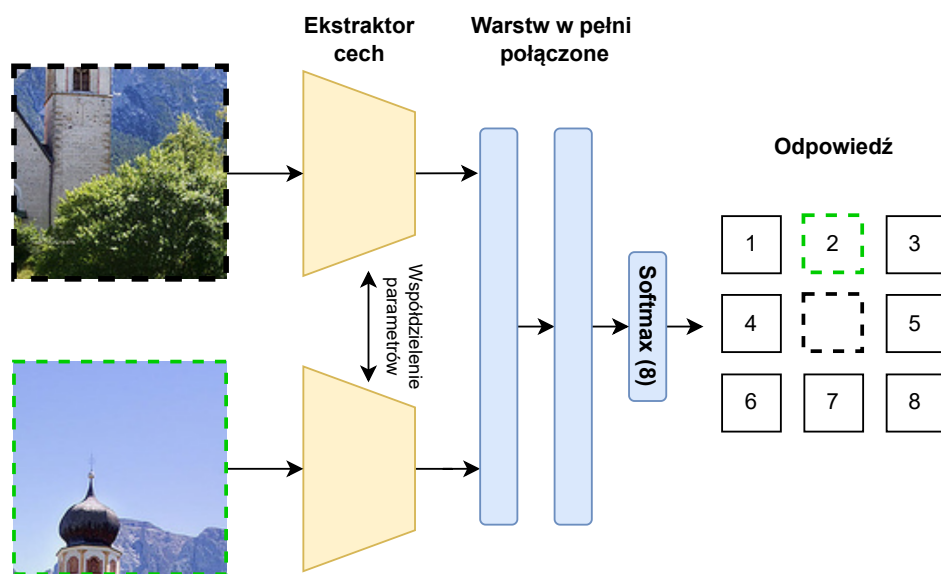 Ekstraktor
cech
Warstw w pełni
połączone
Odpowiedź
Współdzielenie
parametrów
Softmax (8)
1
2
3
4
5
6
7
8